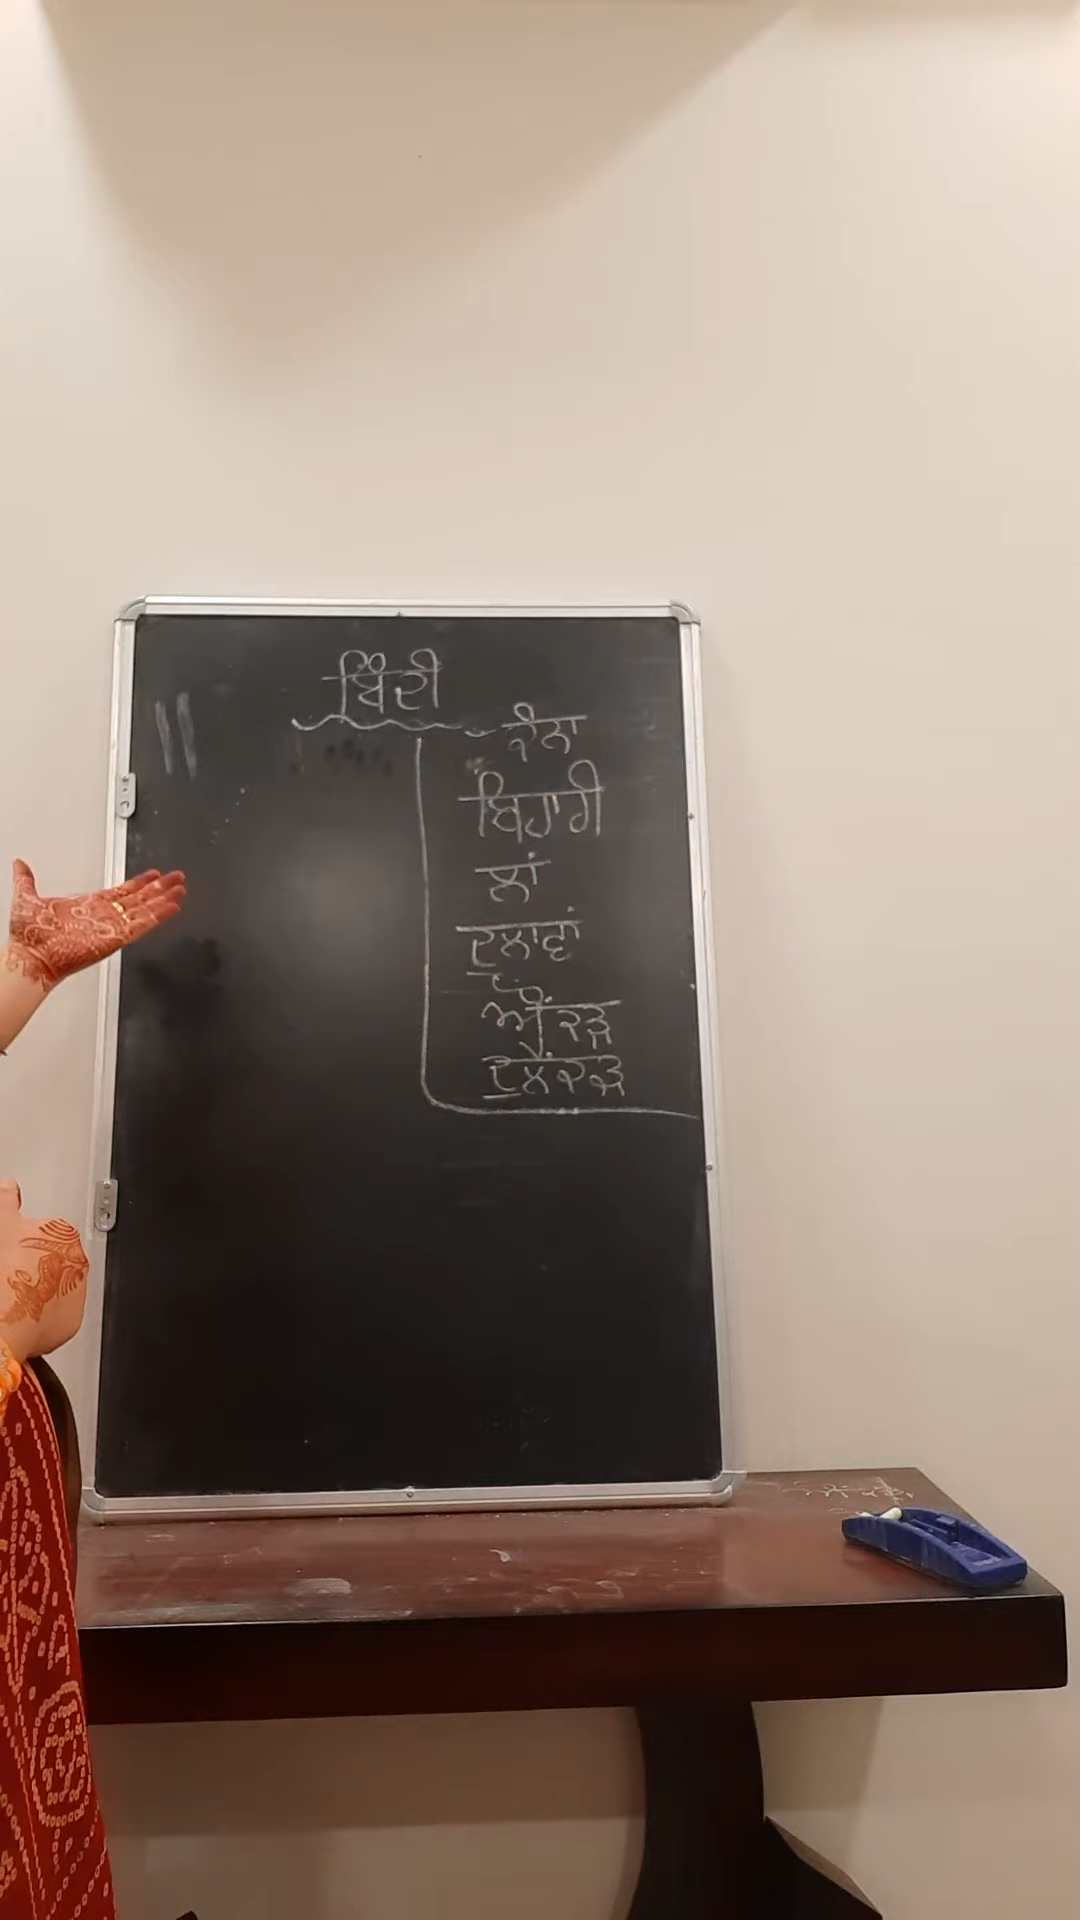 ਬਿੰਦੀ
ਕੰਨਾ
ਬਿਹਾਰੀ
ਲਾਂ
ਦੁਲਾਵਾਂ
ਔਂਕੜ
ਦੁਲੈਂਕੜ